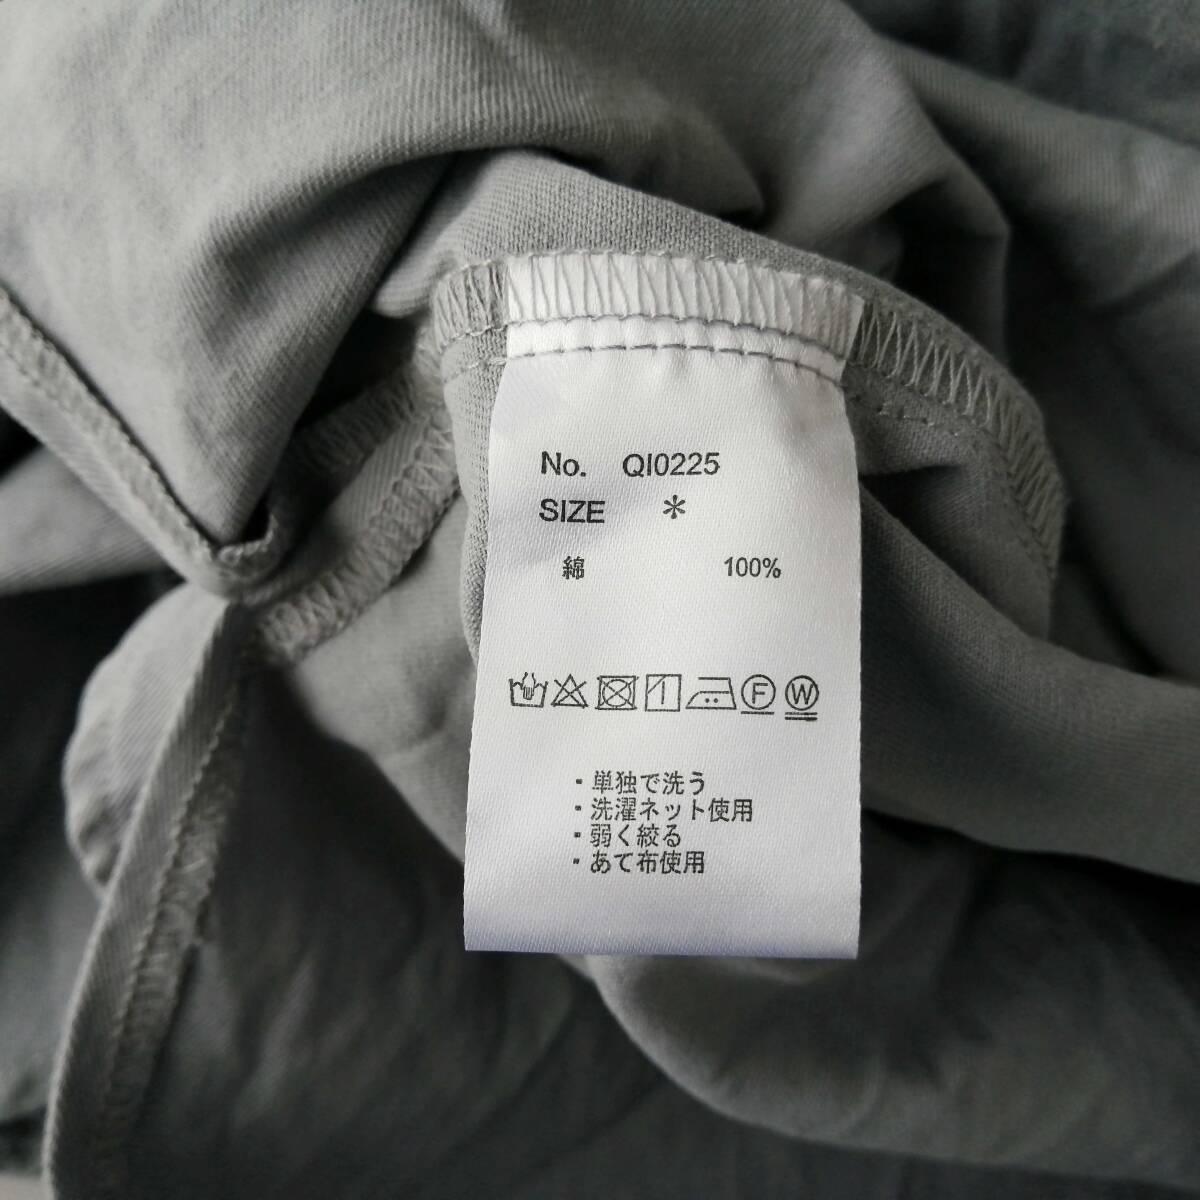 No. QI0225
SIZE *
綿 100%
F W
・単独で洗う
・洗濯ネット使用
・弱く絞る
・あて布使用